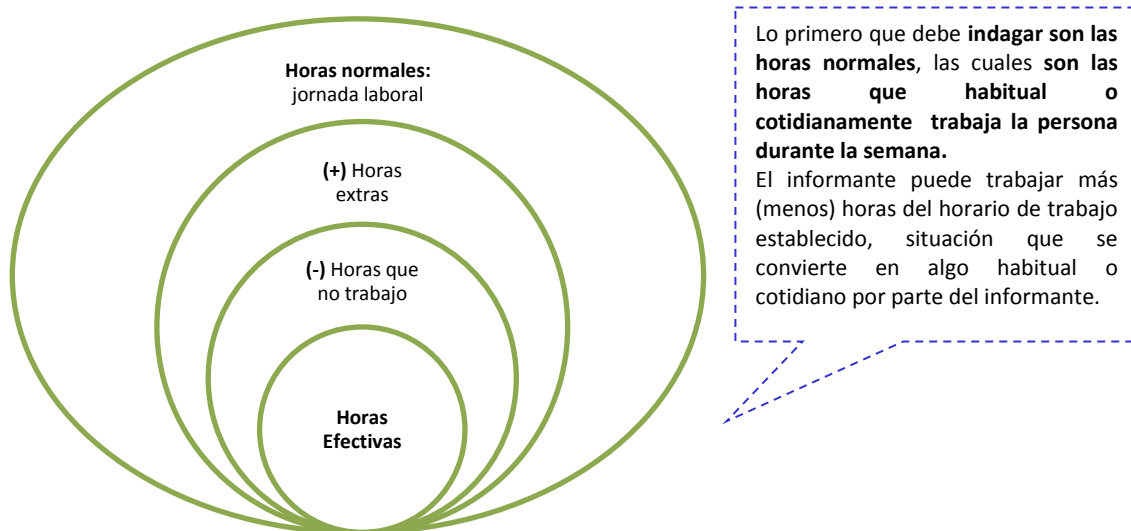 Horas normales:
jornada laboral
(+) Horas
extras
(-) Horas que
no trabajo
Horas
Efectivas
Lo primero que debe indagar son las
horas normales, las cuales son las
horas que habitual o
cotidianamente trabaja la persona
durante la semana.
El informante puede trabajar más
(menos) horas del horario de trabajo
establecido, situación que se
convierte en algo habitual o
cotidiano por parte del informante.